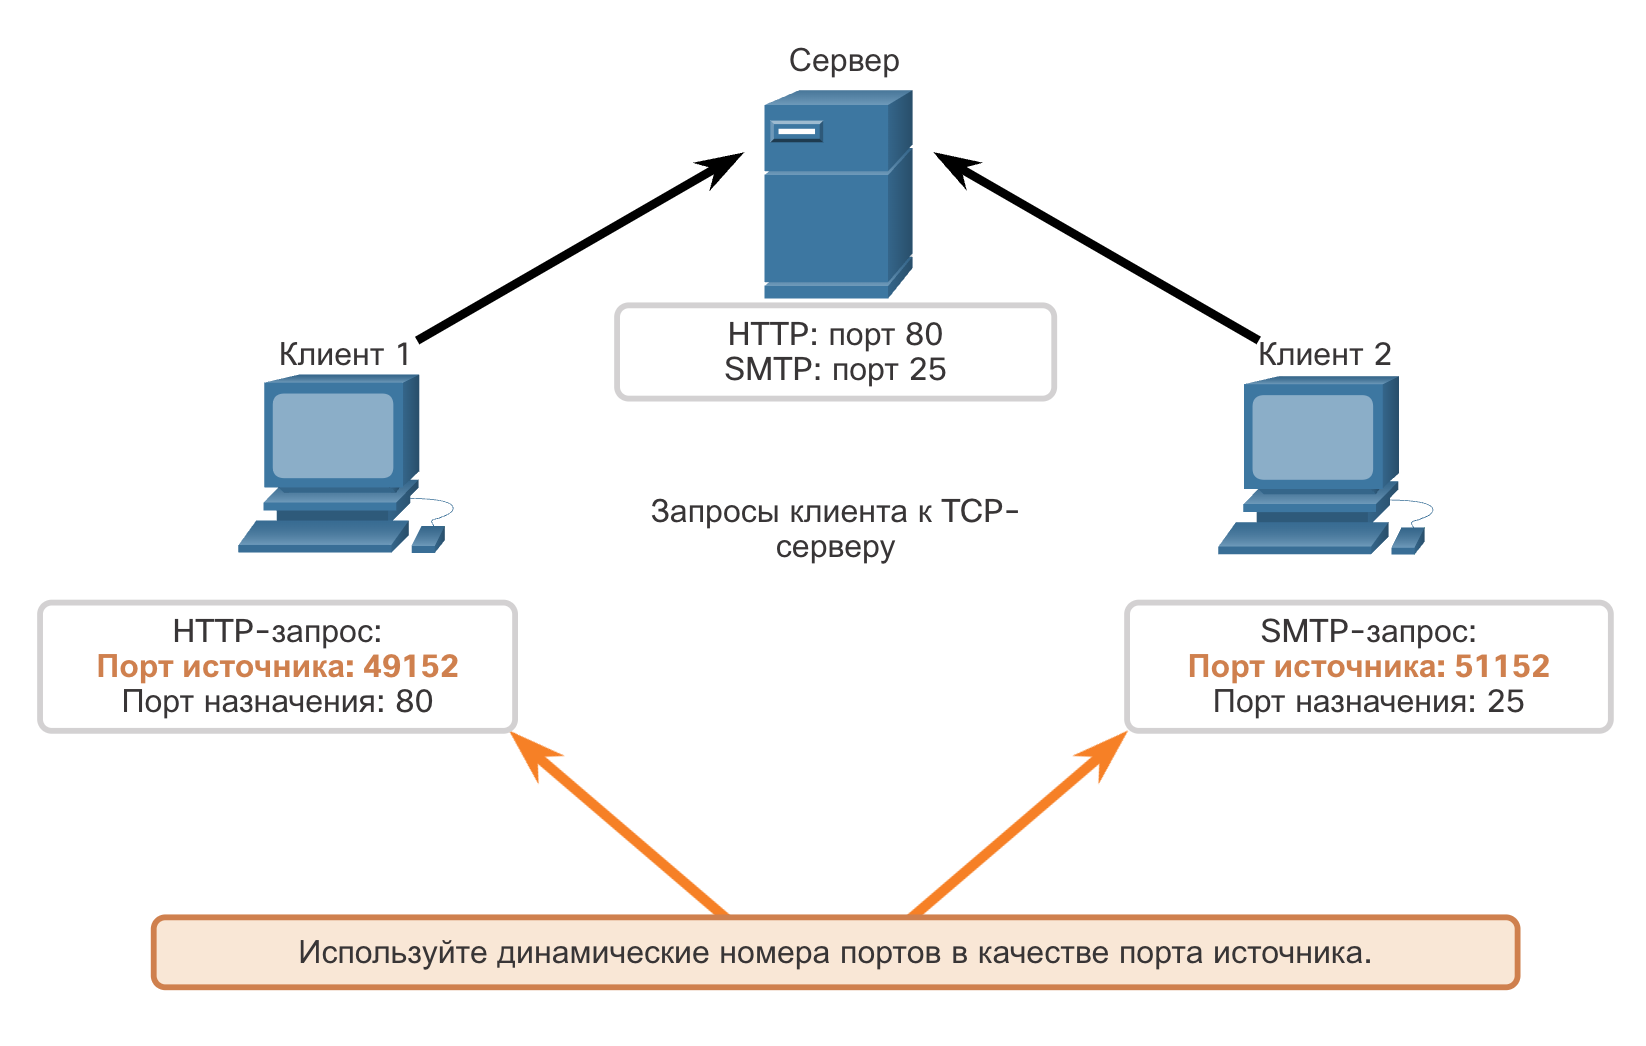 Сервер
HTTP: порт 80
SMTP: порт 25
Клиент 1
Клиент 2
Запросы клиента к TCP-
серверу
HTTP-запрос:
Порт источника: 49152
Порт назначения: 80
SMTP-запрос:
Порт источника: 51152
Порт назначения: 25
Используйте динамические номера портов в качестве порта источника.